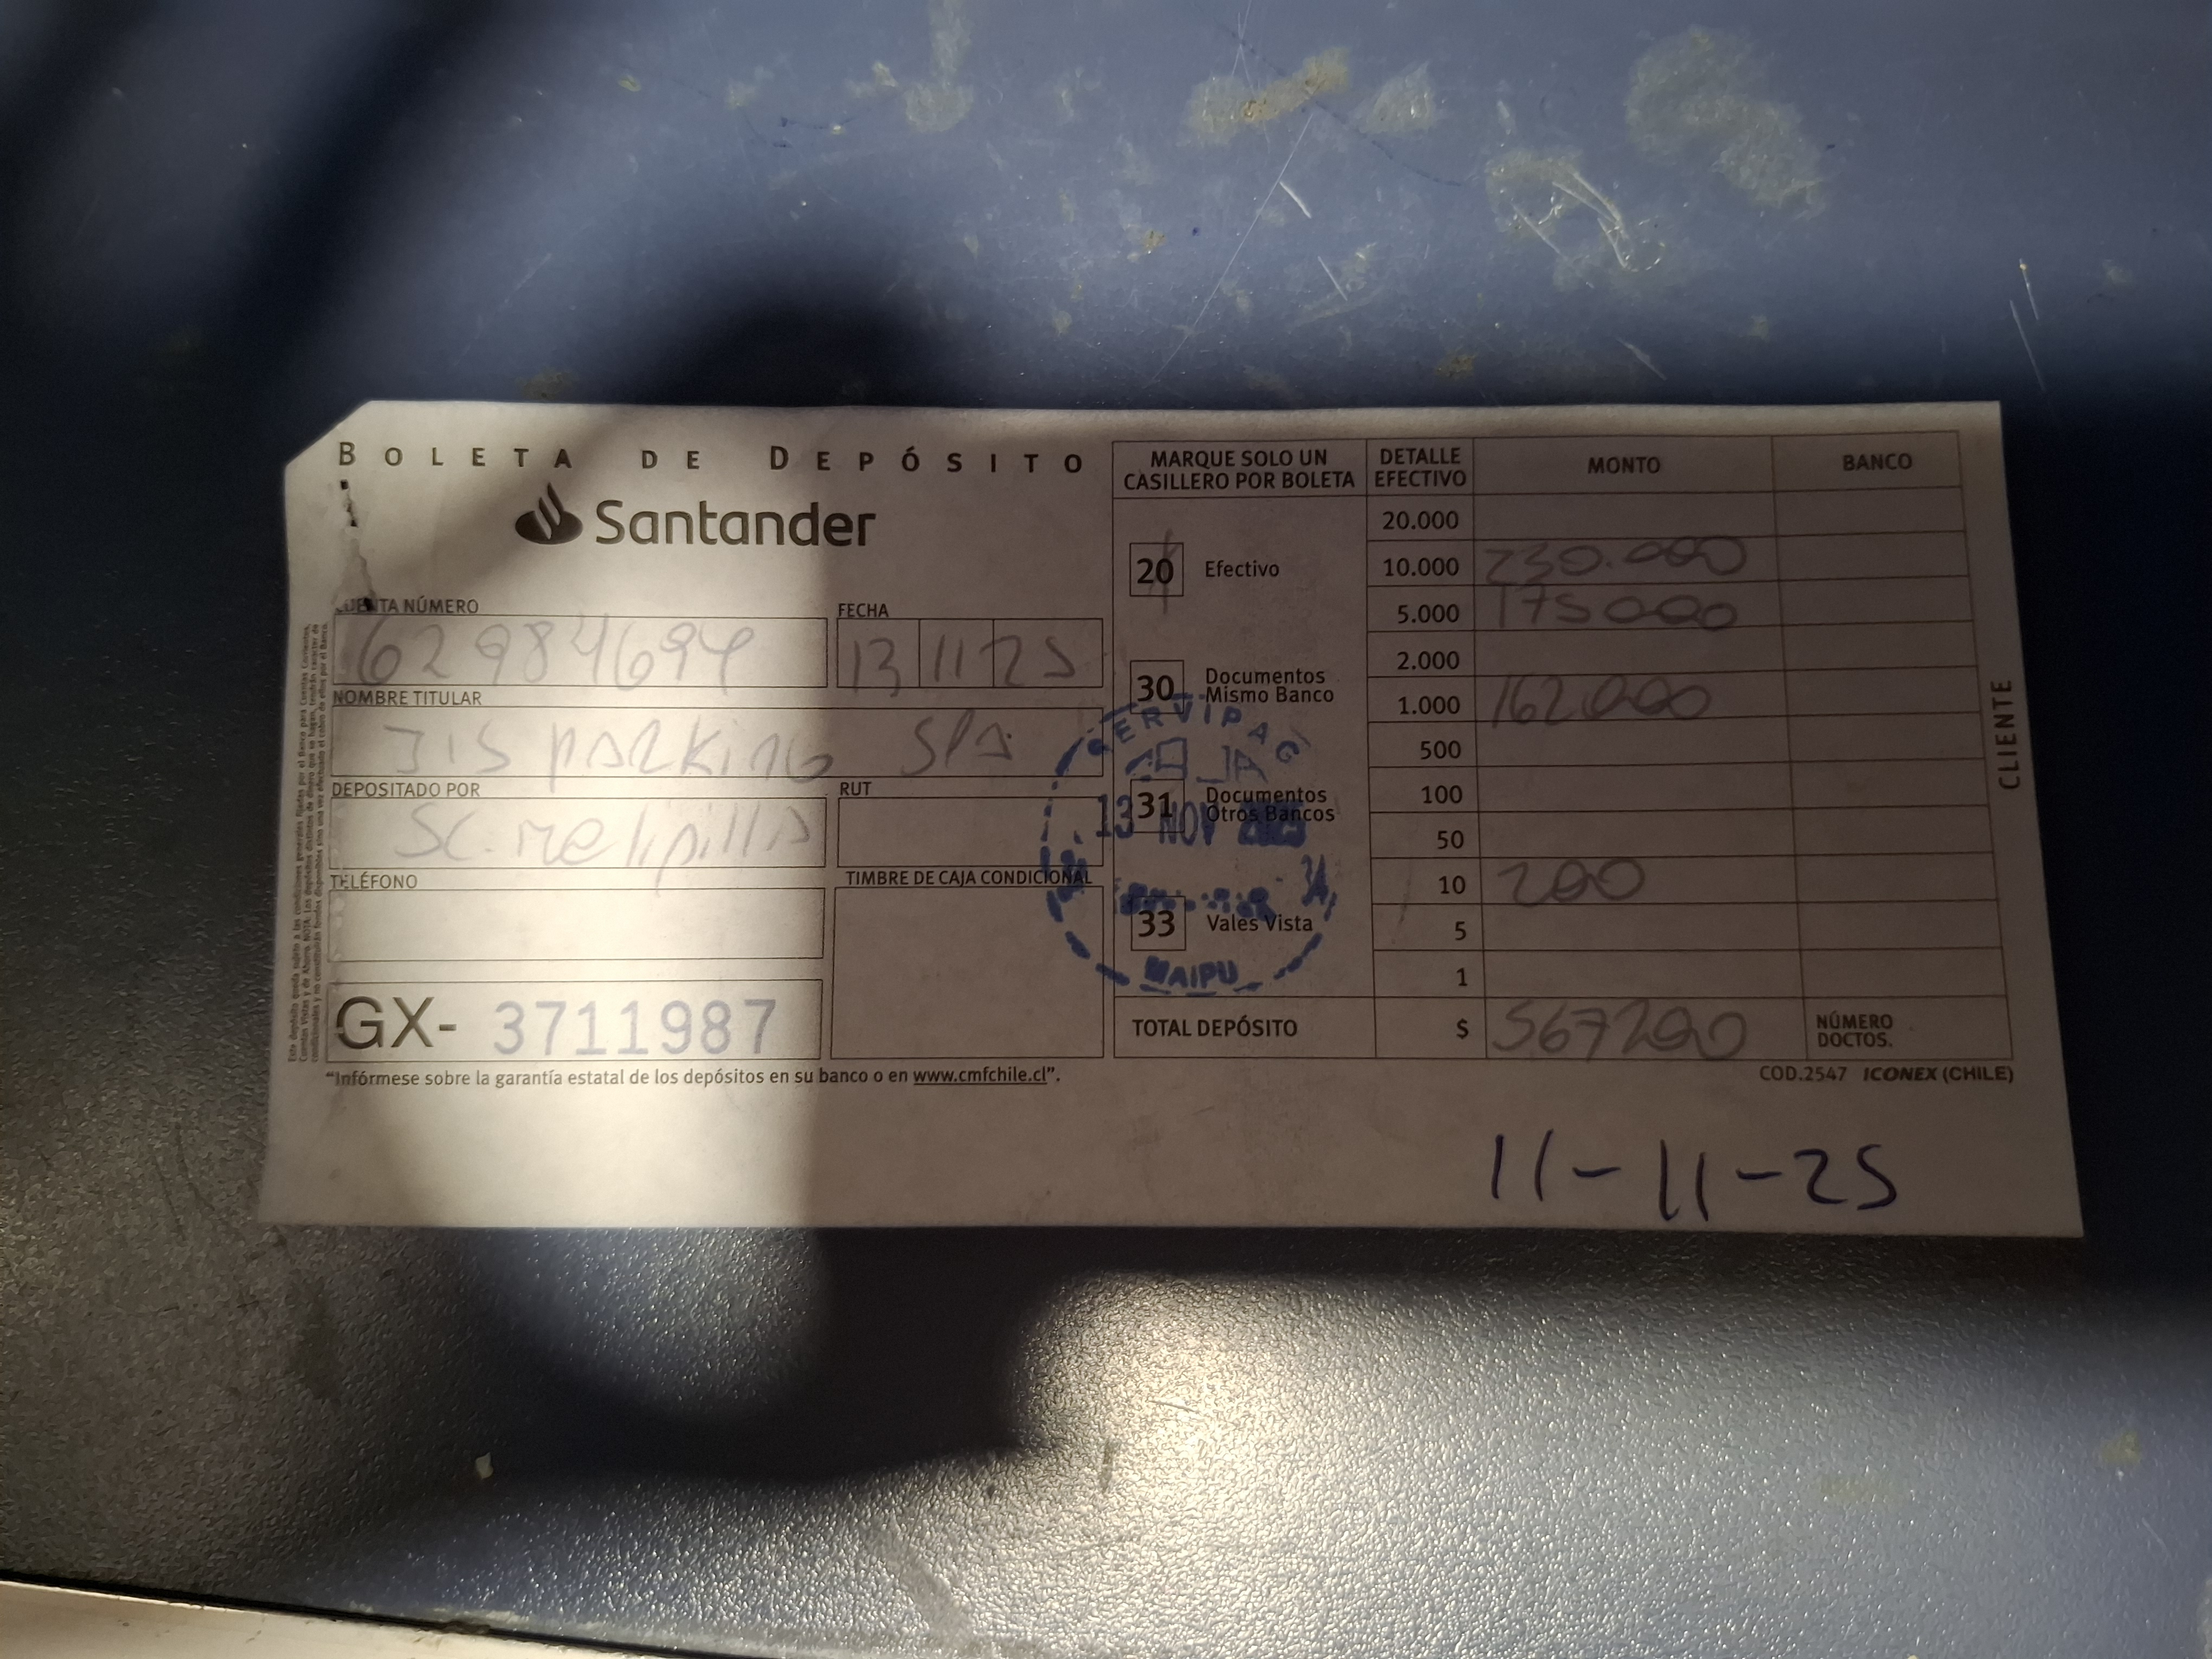 BOLETA DE DEPÓSITO
Santander
CUENTA NÚMERO
62984694
FECHA
13 11 25
NOMBRE TITULAR
JIS PARKING SPA
DEPOSITADO POR
SC. Melipilla
RUT
TELÉFONO
TIMBRE DE CAJA CONDICIONAL
GX- 3711987
"Infórmese sobre la garantía estatal de los depósitos en su banco o en www.cmfchile.cl".
MARQUE SOLO UN
CASILLERO POR BOLETA
20 Efectivo
30 Documentos
Mismo Banco
31 Documentos
Otros Bancos
33 Vales Vista
SERVIPAG
CAJA
13 NOV 2025
MAIPU
DETALLE EFECTIVO MONTO BANCO
20.000
10.000 230.000
5.000 175000
2.000
1.000 162000
500
100
50
10 200
5
1
TOTAL DEPÓSITO $ 567200 NÚMERO DOCTOS.
COD.2547 ICONEX (CHILE)
CLIENTE
11-11-25